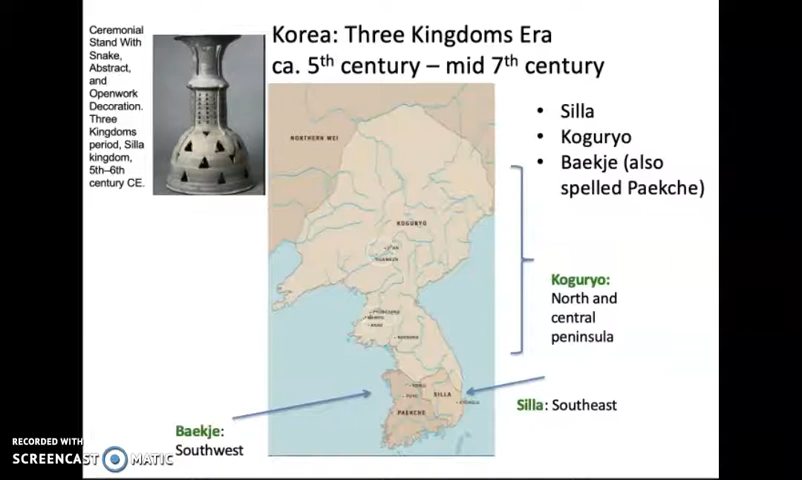 Ceremonial
Stand With
Snake,
Abstract,
and
Openwork
Decoration.
Three
Kingdoms
period, Silla
kingdom,
5th–6th
century CE.
Korea: Three Kingdoms Era
ca. 5th century – mid 7th century
• Silla
• Koguryo
• Baekje (also
spelled Paekche)
NORTHERN WEI
KOGURYO
Koguryo:
North and
central
peninsula
SILLA
PAEKCHE
Silla: Southeast
Baekje:
Southwest
RECORDED WITH
SCREENCAST MATIC